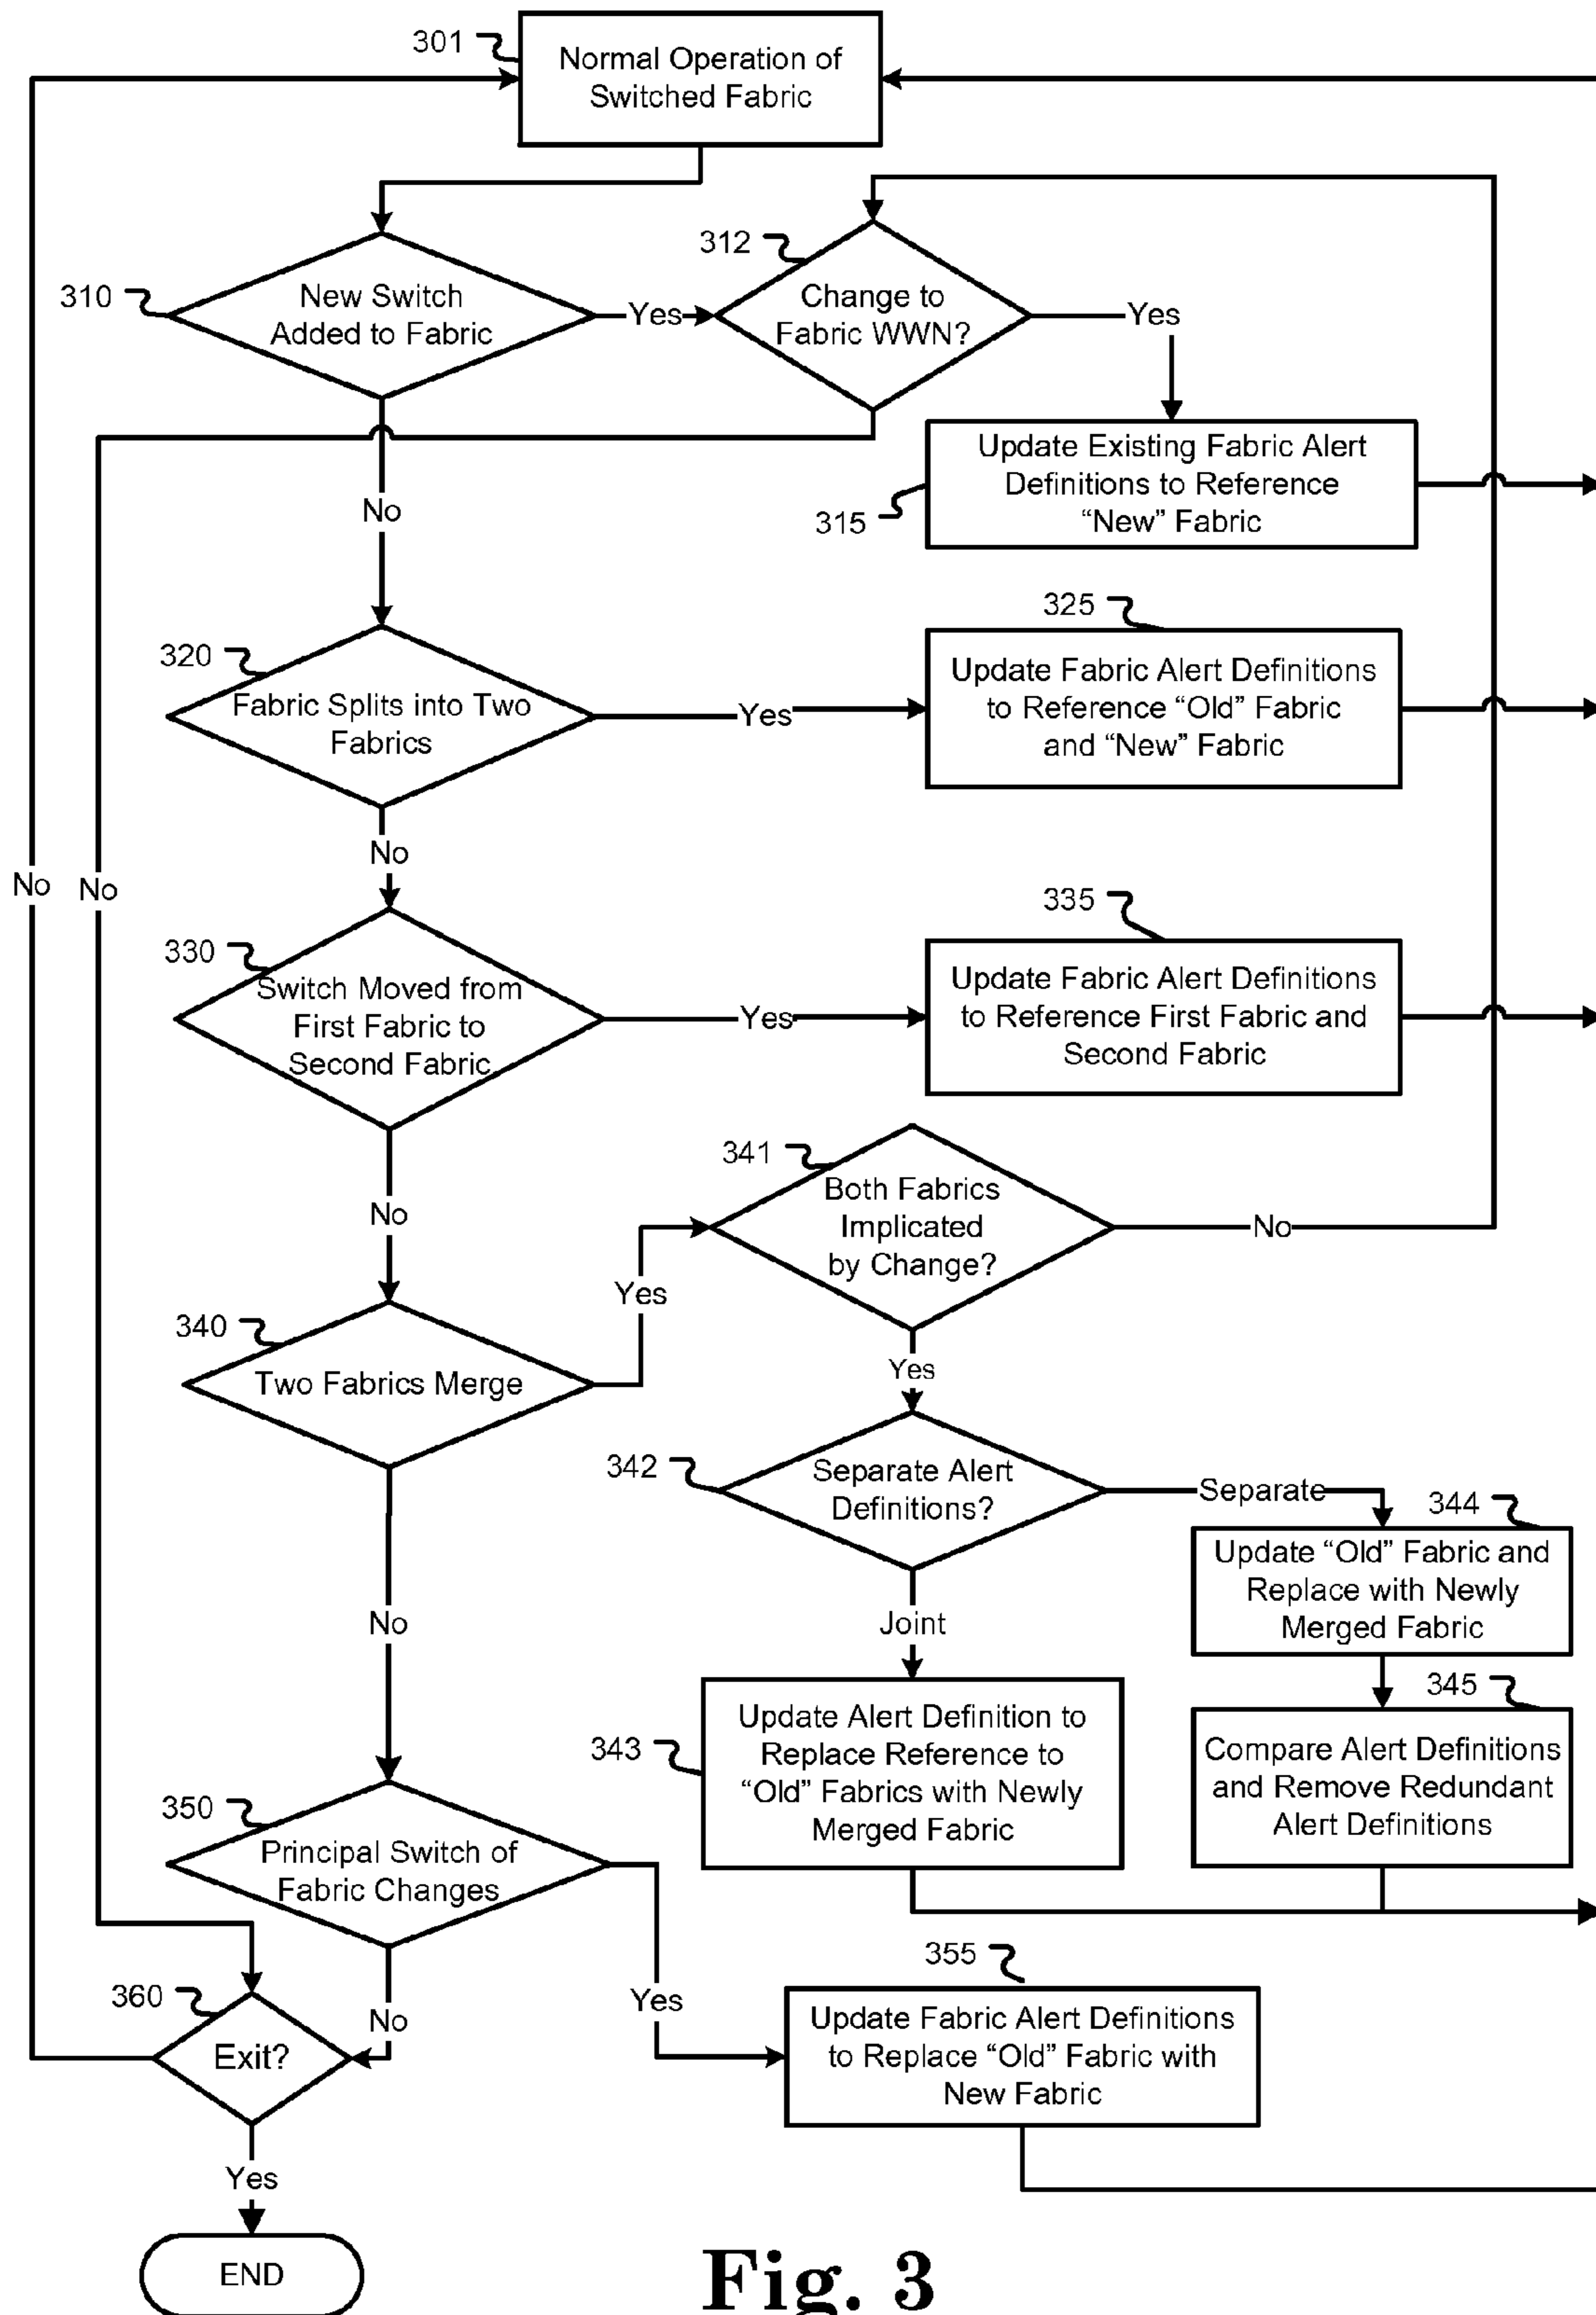 301
Normal Operation of
Switched Fabric
310
New Switch
Added to Fabric
Yes
312
Change to
Fabric WWN?
Yes
315
Update Existing Fabric Alert
Definitions to Reference
“New” Fabric
No
320
Fabric Splits into Two
Fabrics
Yes
325
Update Fabric Alert Definitions
to Reference “Old” Fabric
and “New” Fabric
No
No
No
330
Switch Moved from
First Fabric to
Second Fabric
Yes
335
Update Fabric Alert Definitions
to Reference First Fabric and
Second Fabric
No
340
Two Fabrics Merge
Yes
341
Both Fabrics
Implicated
by Change?
No
Yes
342
Separate Alert
Definitions?
Separate
344
Update “Old” Fabric and
Replace with Newly
Merged Fabric
Joint
343
Update Alert Definition to
Replace Reference to
“Old” Fabrics with Newly
Merged Fabric
345
Compare Alert Definitions
and Remove Redundant
Alert Definitions
No
350
Principal Switch of
Fabric Changes
Yes
355
Update Fabric Alert Definitions
to Replace “Old” Fabric with
New Fabric
No
360
Exit?
Yes
END
Fig. 3